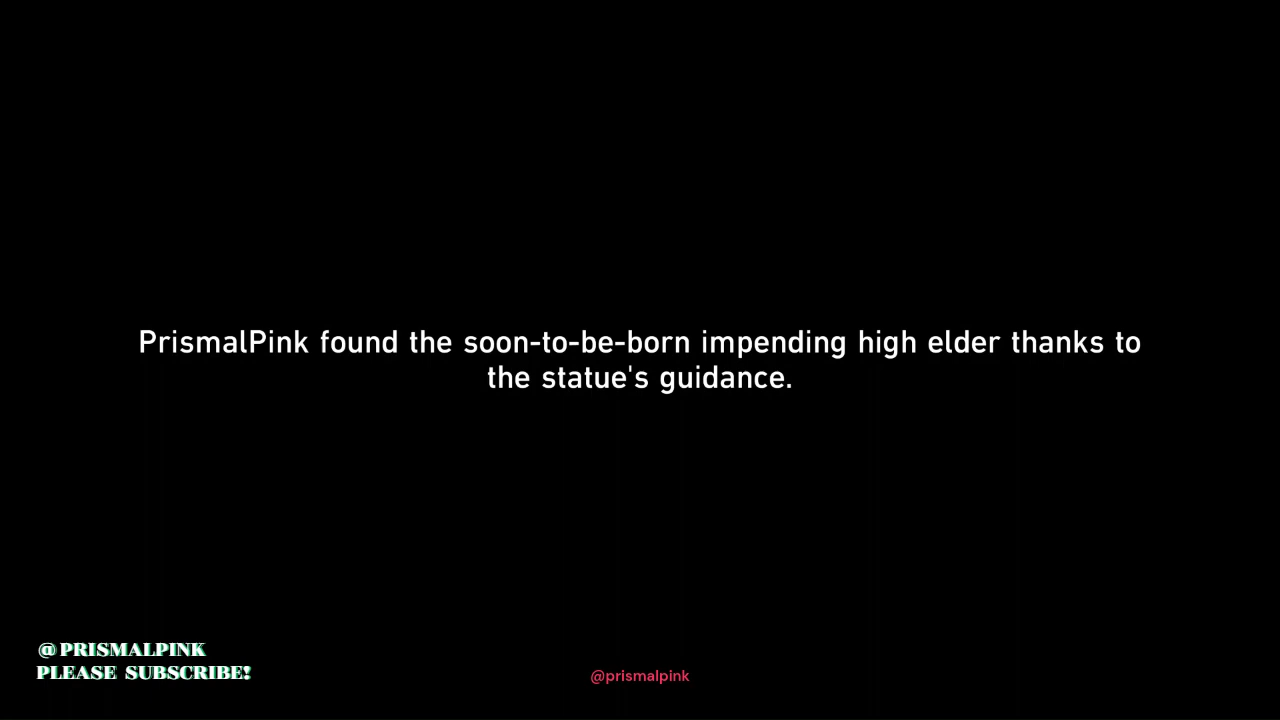 PrismalPink found the soon-to-be-born impending high elder thanks to
the statue's guidance.
@PRISMALPINK
PLEASE SUBSCRIBE!
@prismalpink